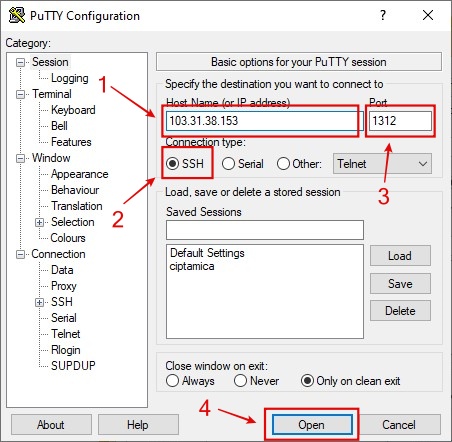 PuTTY Configuration
Category:
Session
Logging
Terminal
Keyboard
Bell
Features
Window
Appearance
Behaviour
Translation
Selection
Colours
Connection
Data
Proxy
SSH
Serial
Telnet
Rlogin
SUPDUP
Basic options for your PuTTY session
Specify the destination you want to connect to
Host Name (or IP address) Port
103.31.38.153 1312
Connection type:
SSH Serial Other: Telnet
Load, save or delete a stored session
Saved Sessions
Default Settings
ciptamica
Load
Save
Delete
Close window on exit:
Always Never Only on clean exit
About Help Open Cancel
1
2
3
4